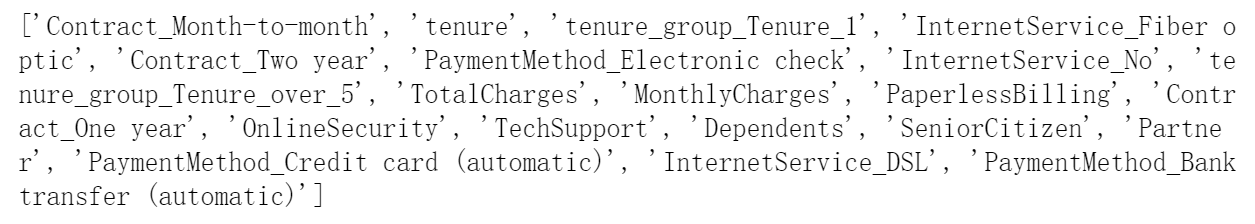 ['Contract_Month-to-month', 'tenure', 'tenure_group_Tenure_1', 'InternetService_Fiber o
ptic', 'Contract_Two year', 'PaymentMethod_Electronic check', 'InternetService_No', 'te
nure_group_Tenure_over_5', 'TotalCharges', 'MonthlyCharges', 'PaperlessBilling', 'Contr
act_One year', 'OnlineSecurity', 'TechSupport', 'Dependents', 'SeniorCitizen', 'Partne
r', 'PaymentMethod_Credit card (automatic)', 'InternetService_DSL', 'PaymentMethod_Bank
transfer (automatic)']